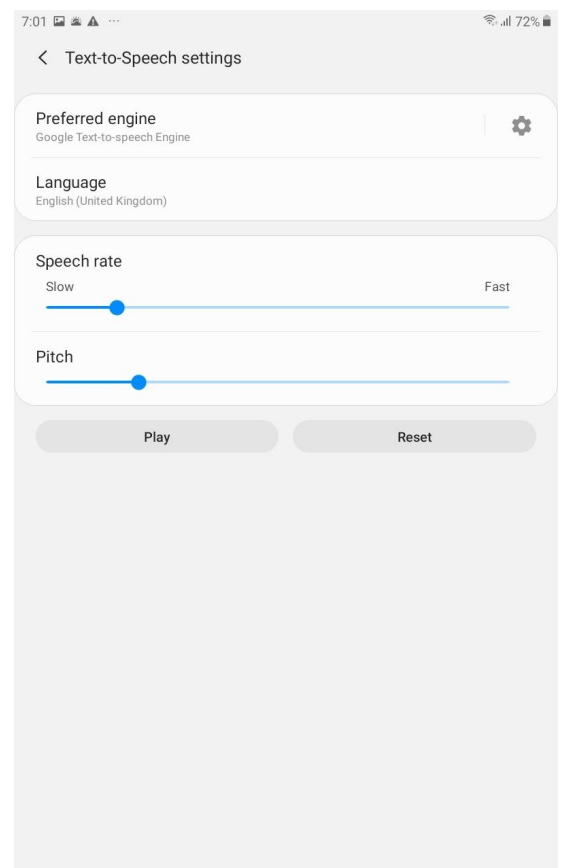 7:01 72%
Text-to-Speech settings
Preferred engine
Google Text-to-speech Engine
Language
English (United Kingdom)
Speech rate
Slow Fast
Pitch
Play Reset